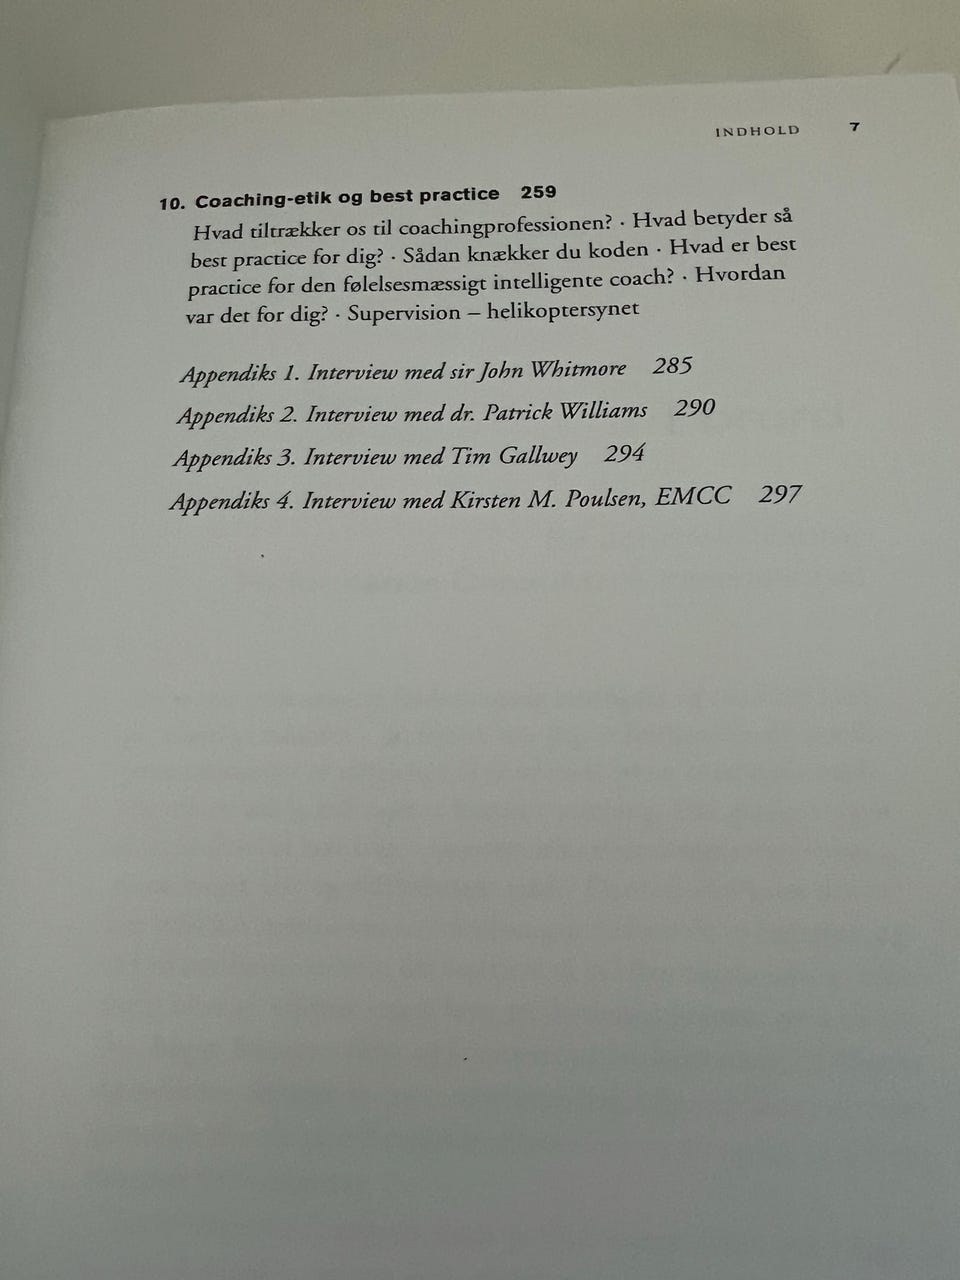 INDHOLD 7
10. Coaching-etik og best practice 259
Hvad tiltrækker os til coachingprofessionen? · Hvad betyder så
best practice for dig? · Sådan knækker du koden · Hvad er best
practice for den følelsesmæssigt intelligente coach? · Hvordan
var det for dig? · Supervision – helikoptersynet
Appendiks 1. Interview med sir John Whitmore 285
Appendiks 2. Interview med dr. Patrick Williams 290
Appendiks 3. Interview med Tim Gallwey 294
Appendiks 4. Interview med Kirsten M. Poulsen, EMCC 297